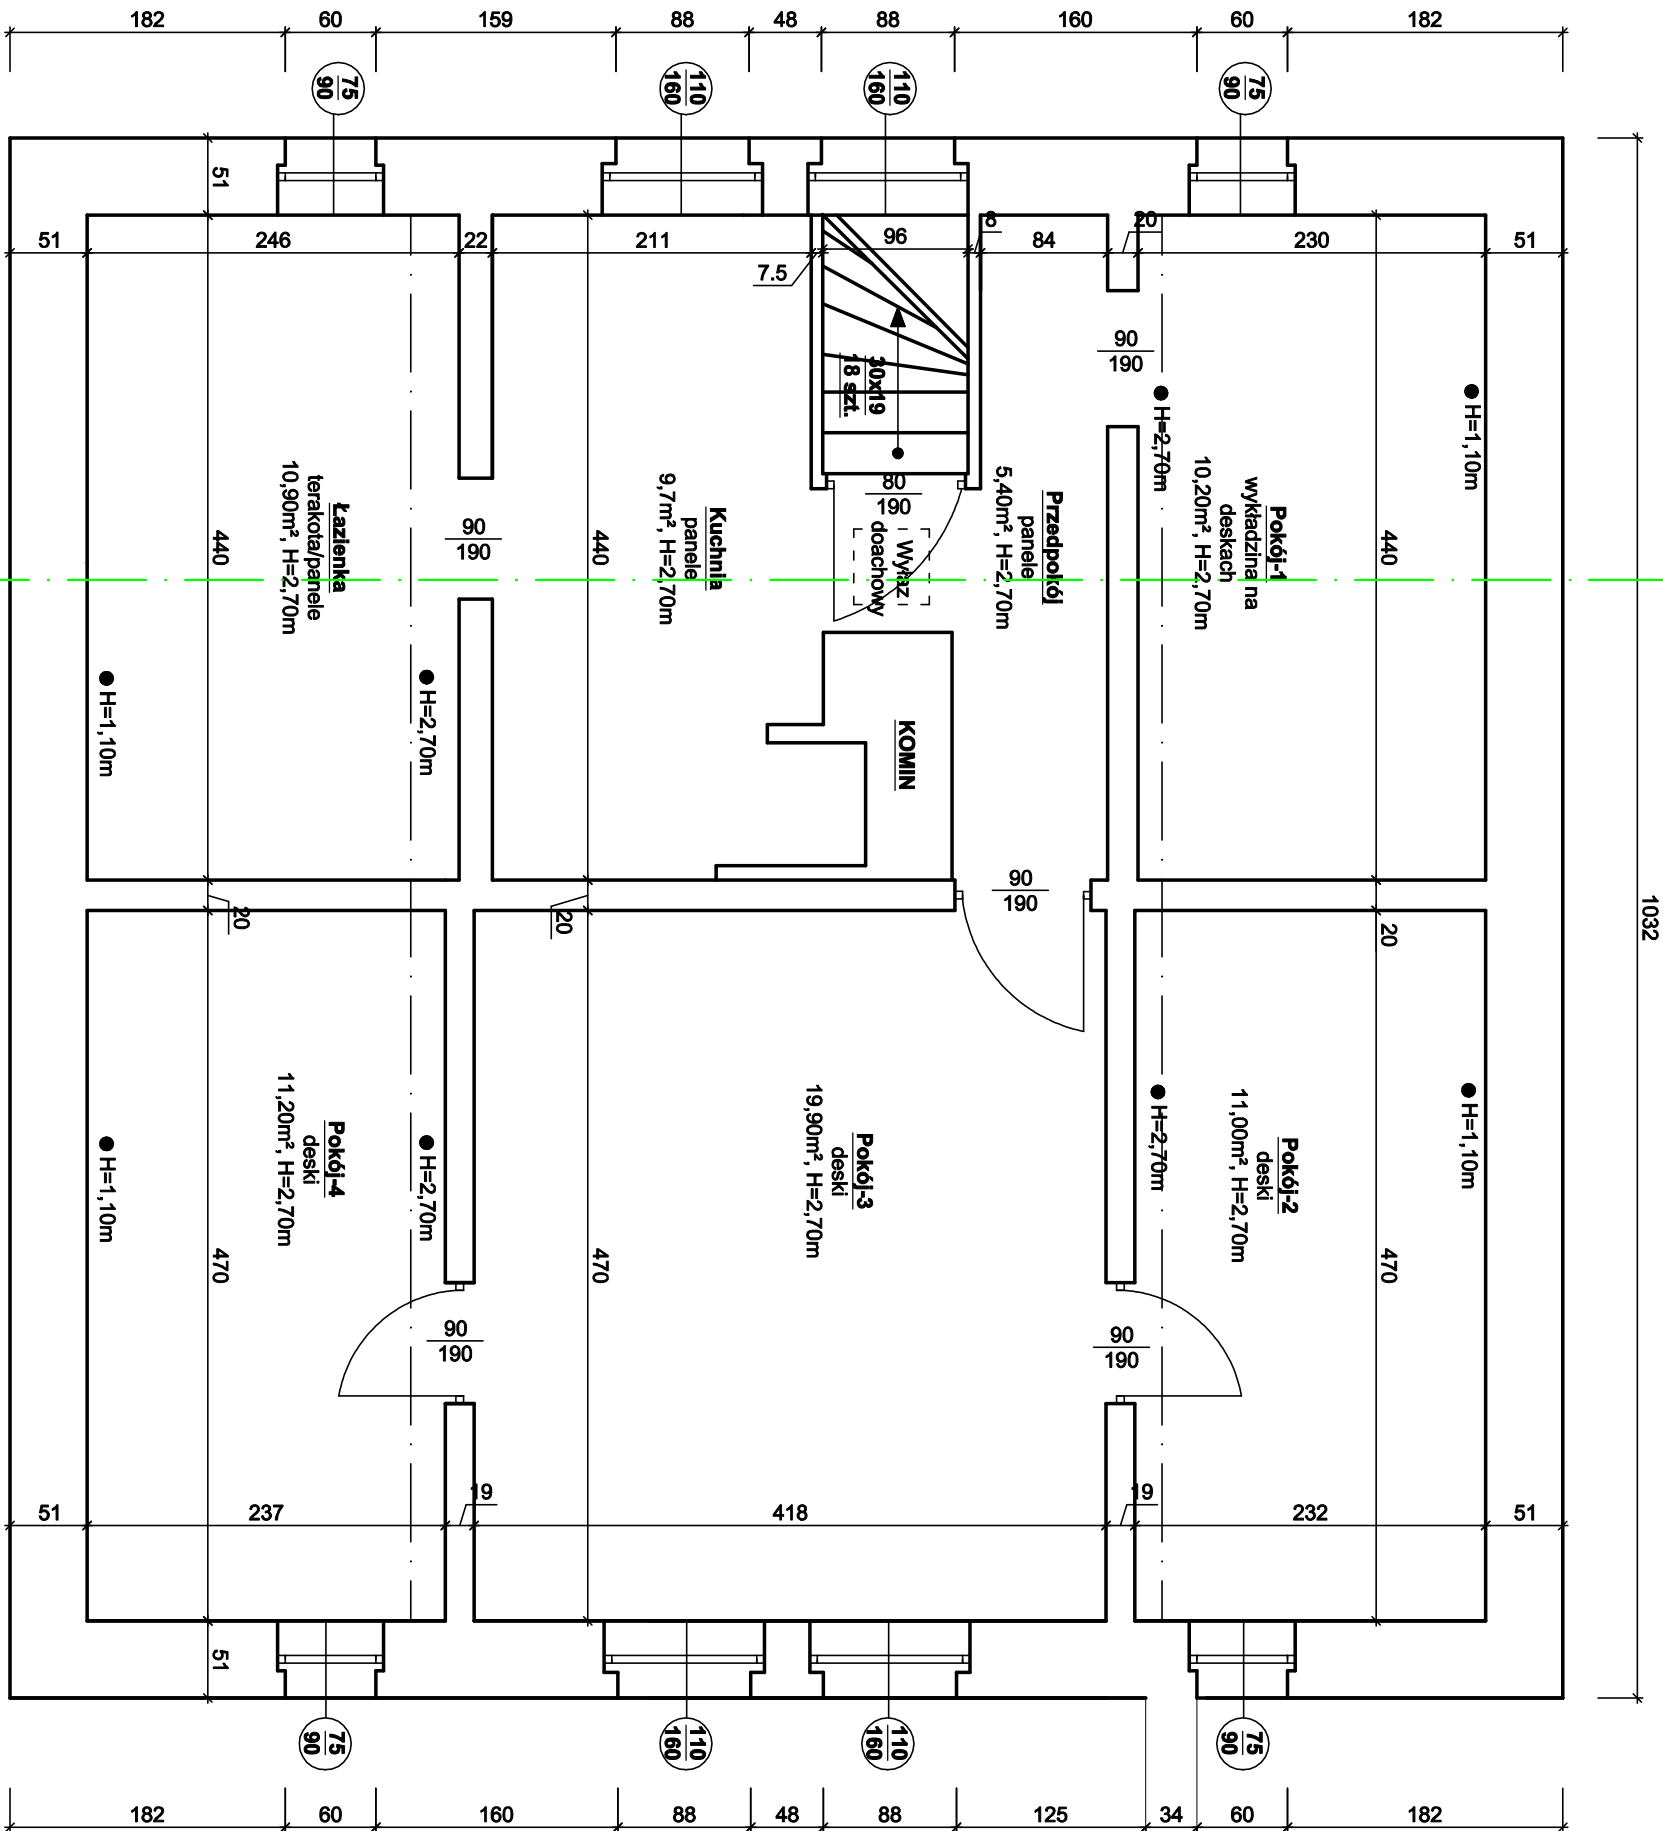 182 60 159 88 48 88 160 60 182
75
90
110
160
110
160
75
90
51
51 246 22 211 96 8 84 20 230 51
7.5
90
190
30x19
18 szt.
H=2,70m
H=1,10m
80
190
90
190
Łazienka
terakota/panele
10,90m², H=2,70m
Kuchnia
panele
9,7m², H=2,70m
Wyłaz
doachowy
Przedpokój
panele
5,40m², H=2,70m
Pokój-1
wykładzina na
deskach
10,20m², H=2,70m
440
440
440
H=1,10m
H=2,70m
KOMIN
90
190
20
20
20
1032
H=1,10m
H=2,70m
H=2,70m
H=1,10m
Pokój-4
deski
11,20m², H=2,70m
Pokój-3
deski
19,90m², H=2,70m
Pokój-2
deski
11,00m², H=2,70m
470
470
470
90
190
90
190
51 237 19 418 19 232 51
51
75
90
110
160
110
160
75
90
182 60 160 88 48 88 125 34 60 182